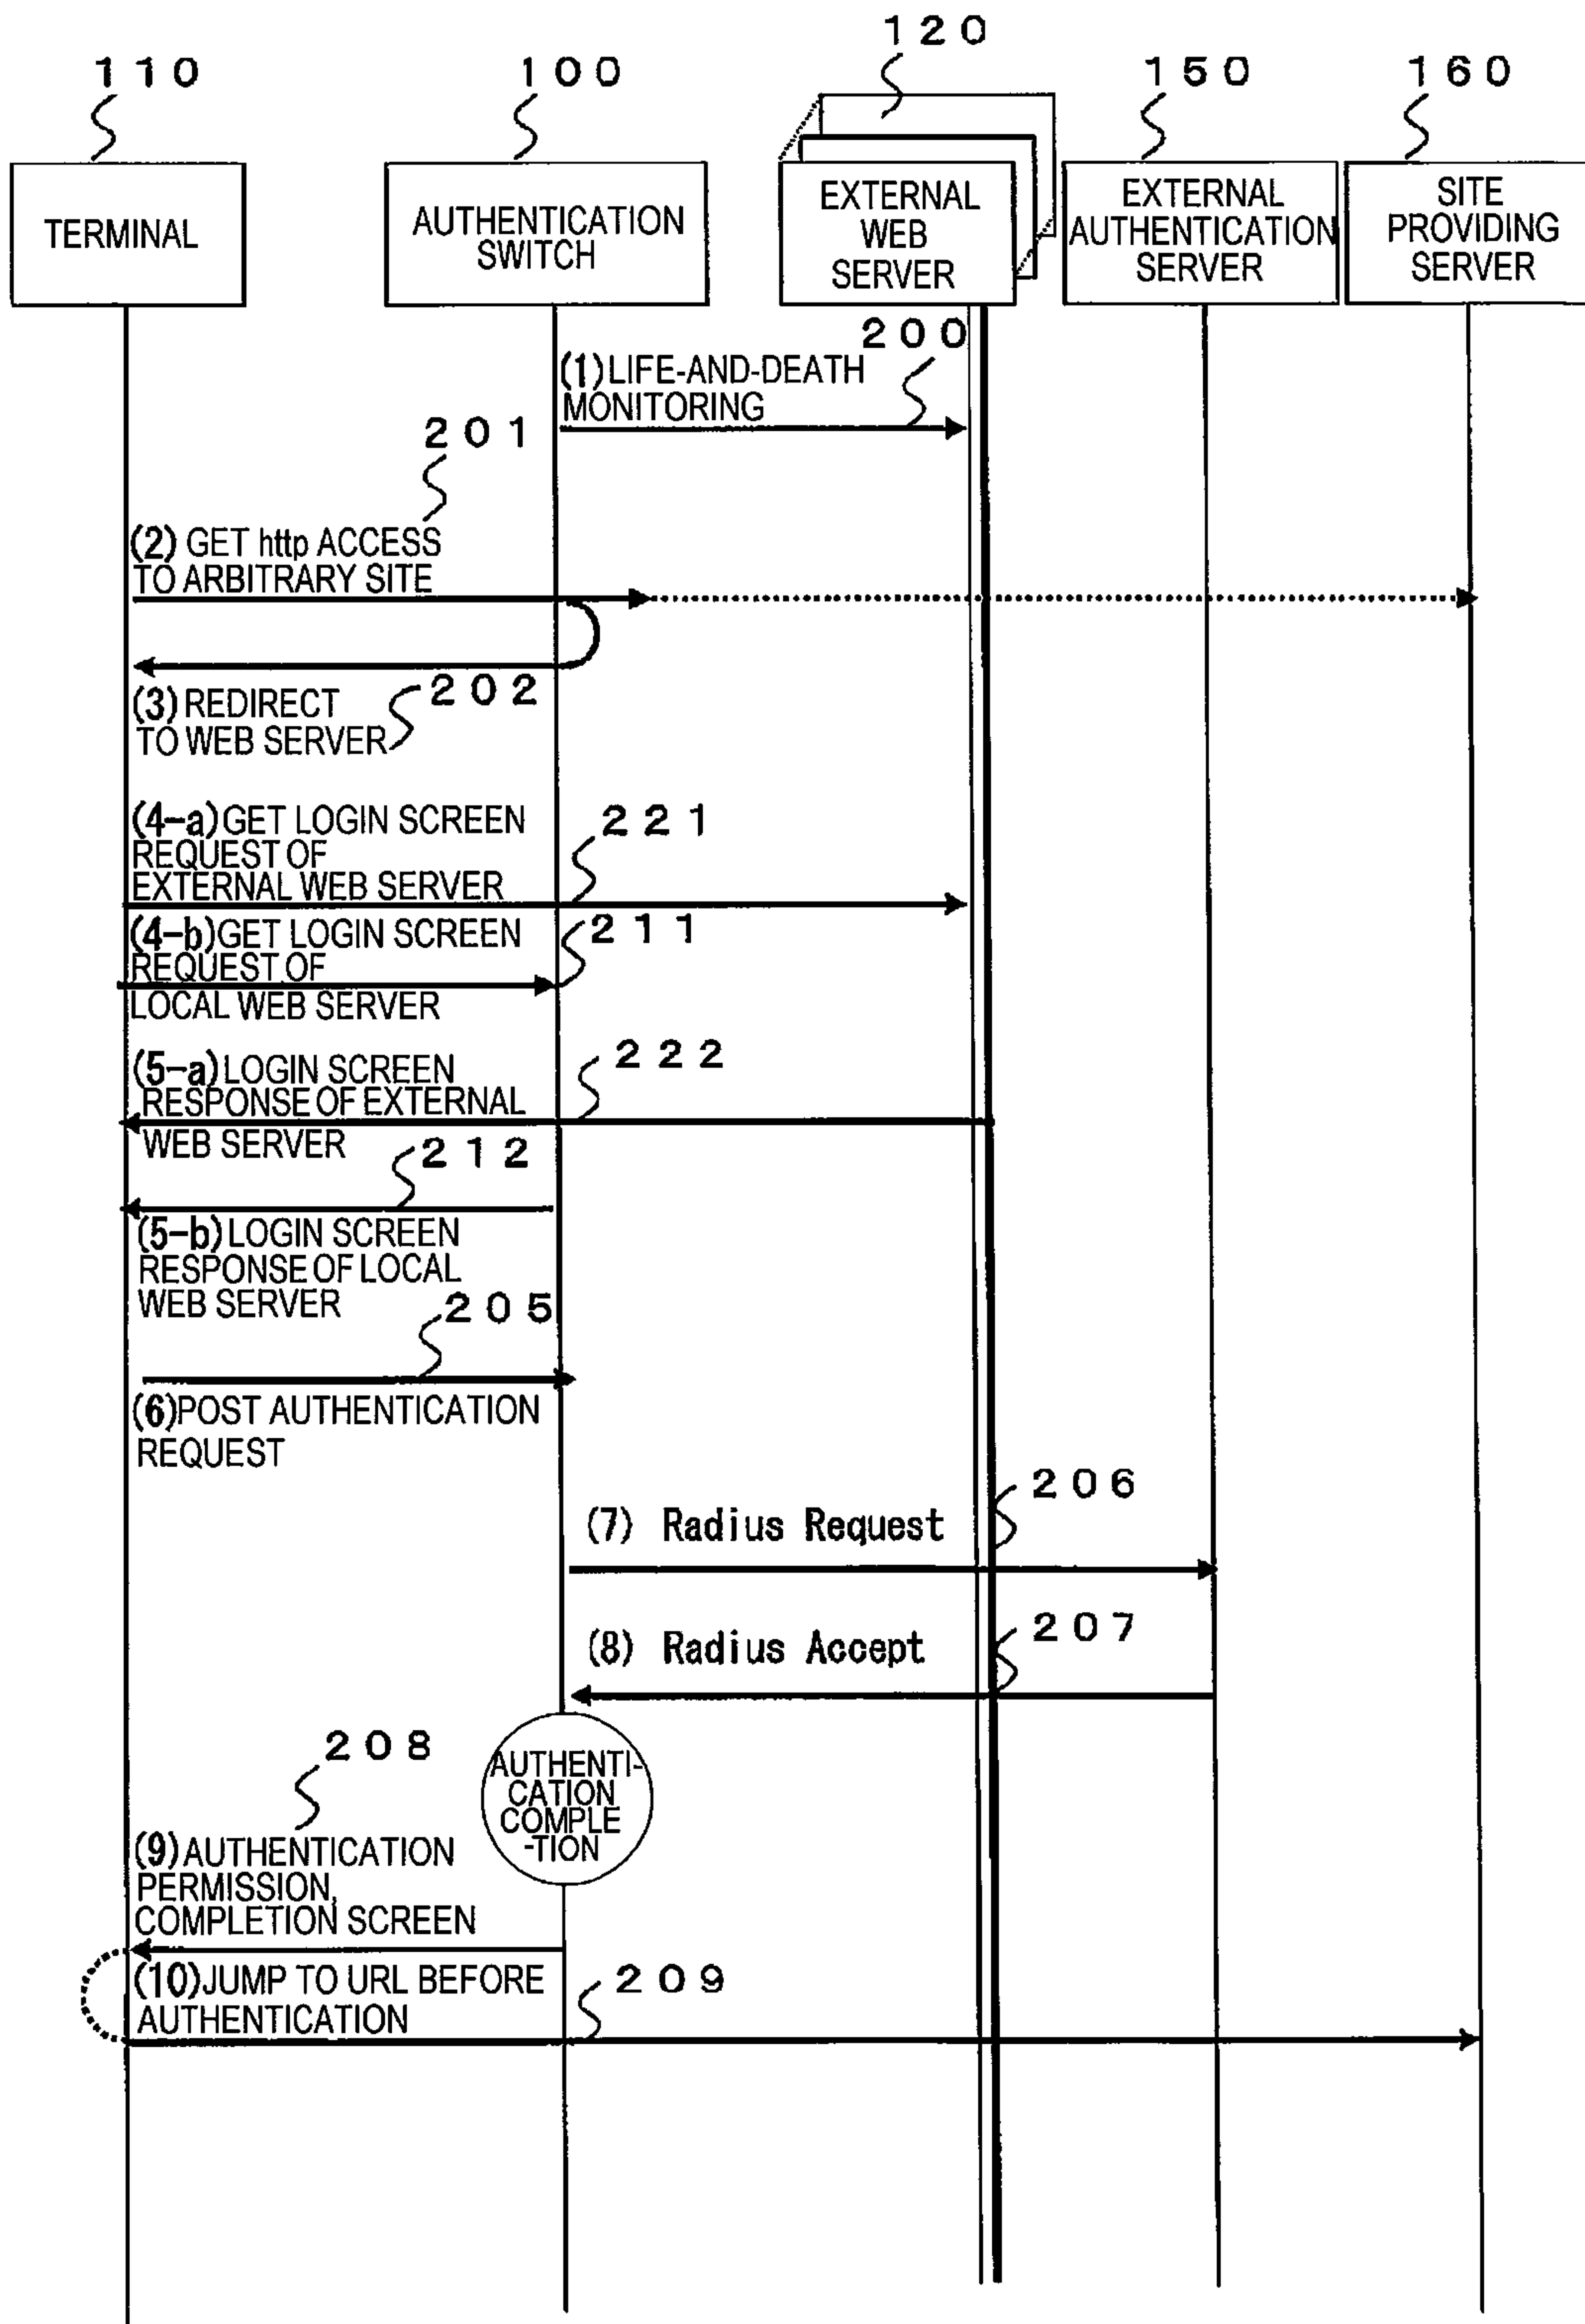 120
110
100
150
160
TERMINAL
AUTHENTICATION
SWITCH
EXTERNAL
WEB
SERVER
EXTERNAL
AUTHENTICATION
SERVER
SITE
PROVIDING
SERVER
200
(1) LIFE-AND-DEATH
MONITORING
201
(2) GET http ACCESS
TO ARBITRARY SITE
202
(3) REDIRECT
TO WEB SERVER
(4-a) GET LOGIN SCREEN
REQUEST OF
EXTERNAL WEB SERVER
221
(4-b) GET LOGIN SCREEN
REQUEST OF
LOCAL WEB SERVER
211
(5-a) LOGIN SCREEN
RESPONSE OF EXTERNAL
WEB SERVER
222
212
(5-b) LOGIN SCREEN
RESPONSE OF LOCAL
WEB SERVER
205
(6) POST AUTHENTICATION
REQUEST
206
(7) Radius Request
207
(8) Radius Accept
208
AUTHENTI-
CATION
COMPLE
-TION
(9) AUTHENTICATION
PERMISSION,
COMPLETION SCREEN
(10) JUMP TO URL BEFORE
AUTHENTICATION
209